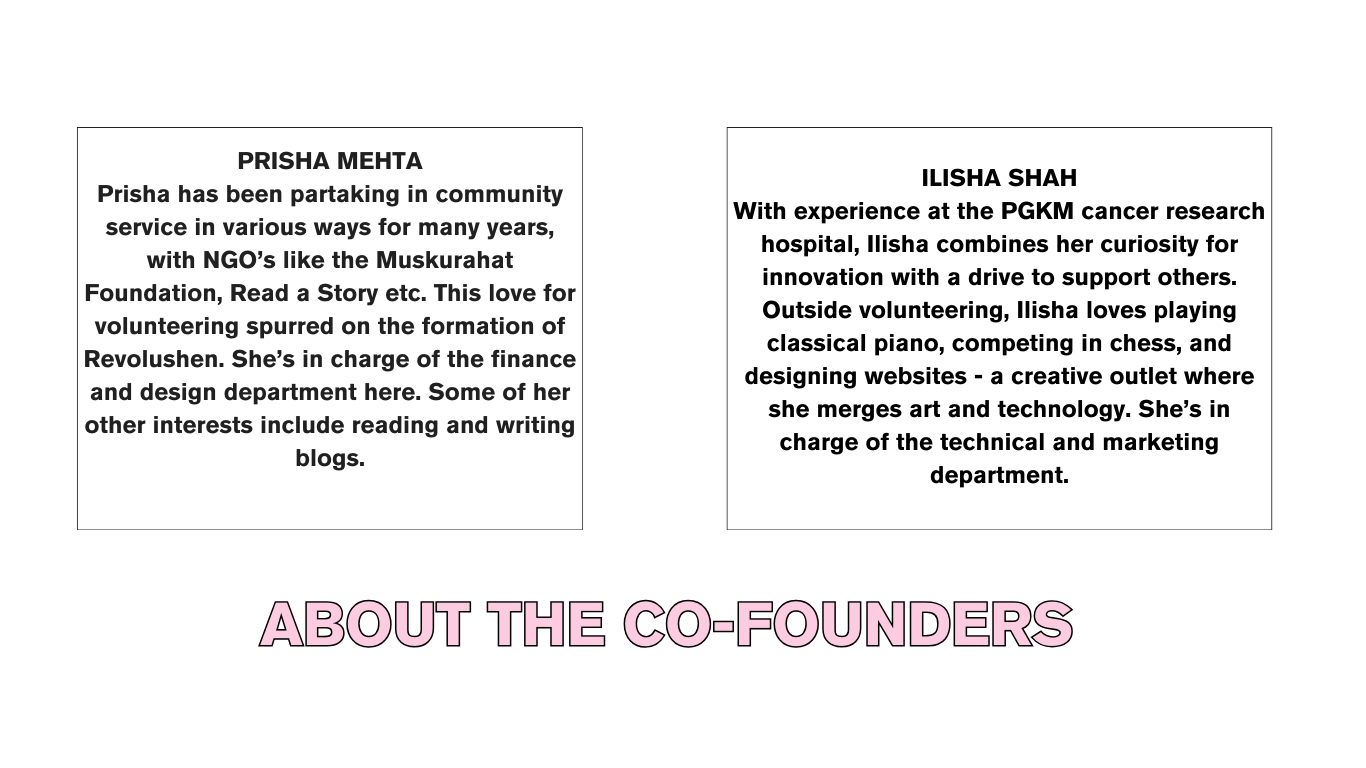 PRISHA MEHTA
Prisha has been partaking in community
service in various ways for many years,
with NGO’s like the Muskurahat
Foundation, Read a Story etc. This love for
volunteering spurred on the formation of
Revolushen. She’s in charge of the finance
and design department here. Some of her
other interests include reading and writing
blogs.
ILISHA SHAH
With experience at the PGKM cancer research
hospital, Ilisha combines her curiosity for
innovation with a drive to support others.
Outside volunteering, Ilisha loves playing
classical piano, competing in chess, and
designing websites - a creative outlet where
she merges art and technology. She’s in
charge of the technical and marketing
department.
ABOUT THE CO-FOUNDERS